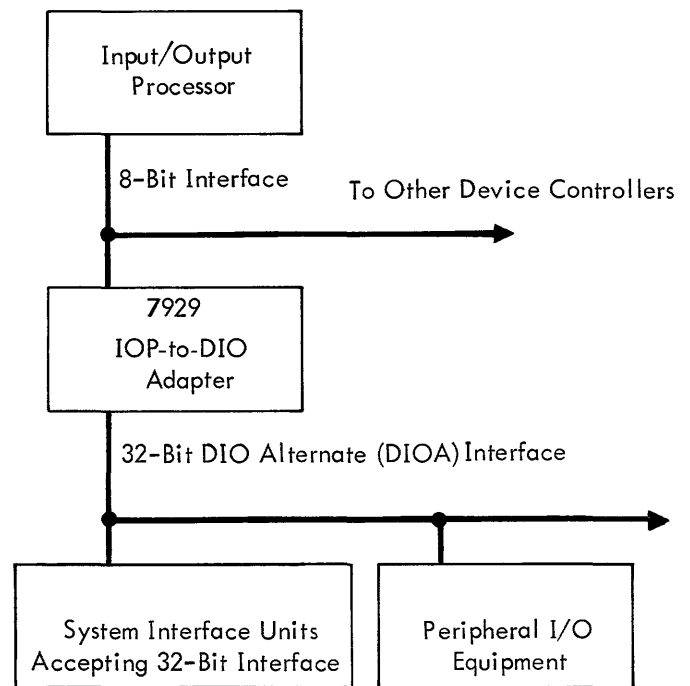 Input/Output
Processor
8-Bit Interface
To Other Device Controllers
7929
IOP-to-DIO
Adapter
32-Bit DIO Alternate (DIOA) Interface
System Interface Units
Accepting 32-Bit Interface
Peripheral I/O
Equipment